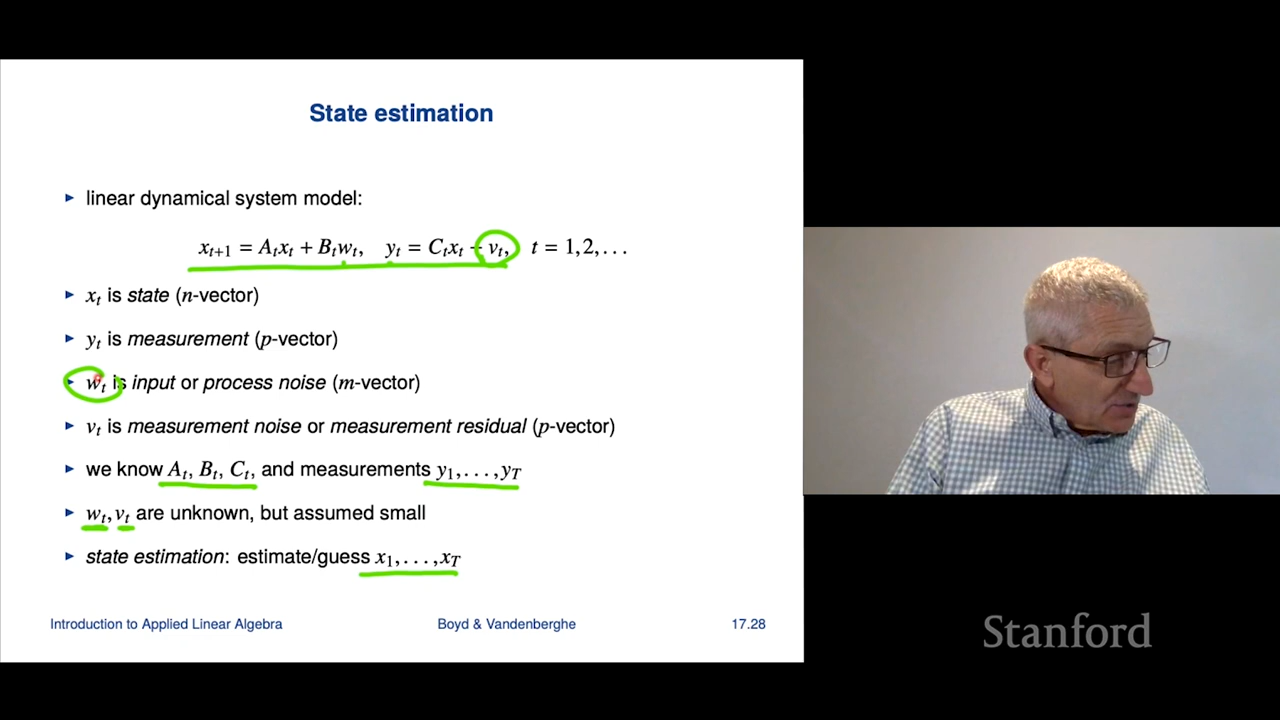 State estimation
▶ linear dynamical system model:
xₜ₊₁ = Aₜxₜ + Bₜwₜ, yₜ = Cₜxₜ + vₜ, t = 1,2,...
▶ xₜ is state (n-vector)
▶ yₜ is measurement (p-vector)
▶ wₜ is input or process noise (m-vector)
▶ vₜ is measurement noise or measurement residual (p-vector)
▶ we know Aₜ, Bₜ, Cₜ, and measurements y₁,...,y_T
▶ wₜ, vₜ are unknown, but assumed small
▶ state estimation: estimate/guess x₁,...,x_T
Introduction to Applied Linear Algebra Boyd & Vandenberghe 17.28
Stanford